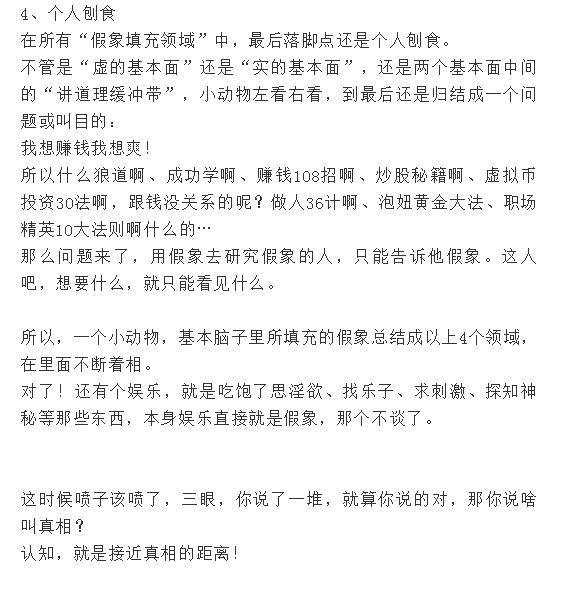 4、个人刨食
在所有“假象填充领域”中，最后落脚点还是个人刨食。
不管是“虚的基本面”还是“实的基本面”，还是两个基本面中间
的“讲道理缓冲带”，小动物左看右看，到最后还是归结成一个问
题或叫目的：
我想赚钱我想爽！
所以什么狼道啊、成功学啊、赚钱108招啊、炒股秘籍啊、虚拟币
投资30法啊，跟钱没关系的呢？做人36计啊、泡妞黄金大法、职场
精英10大法则啊什么的…
那么问题来了，用假象去研究假象的人，只能告诉他假象。这人
吧，想要什么，就只能看见什么。
所以，一个小动物，基本脑子里所填充的假象总结成以上4个领域，
在里面不断着相。
对了！还有个娱乐，就是吃饱了思淫欲、找乐子、求刺激、探知神
秘等那些东西，本身娱乐直接就是假象，那个不谈了。
这时候喷子该喷了，三眼，你说了一堆，就算你说的对，那你说啥
叫真相？
认知，就是接近真相的距离！